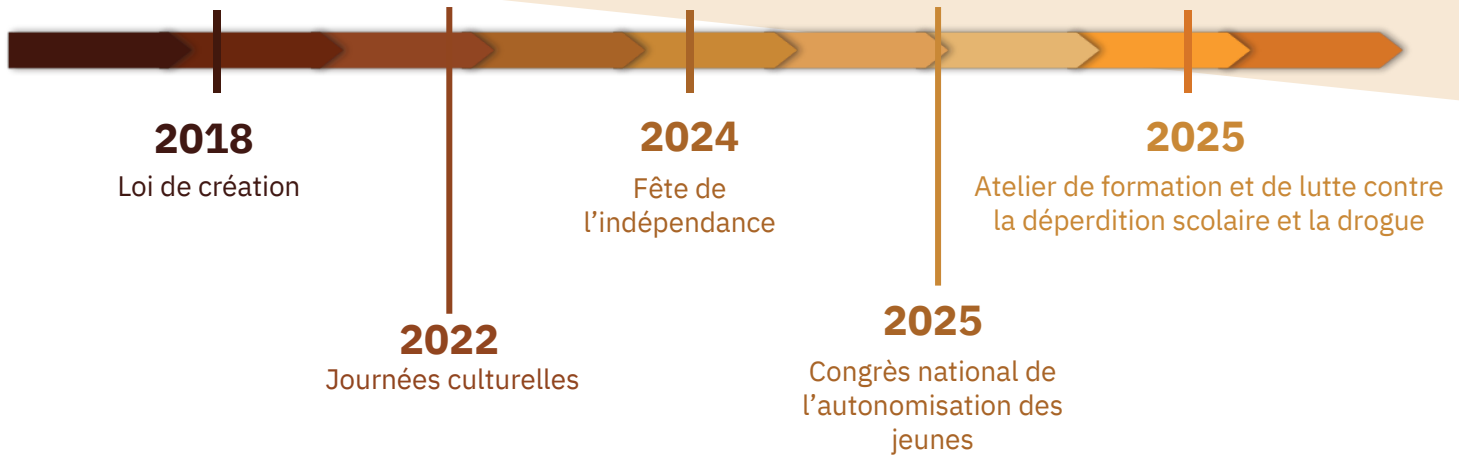 2018
Loi de création
2022
Journées culturelles
2024
Fête de
l’indépendance
2025
Congrès national de
l’autonomisation des
jeunes
2025
Atelier de formation et de lutte contre
la déperdition scolaire et la drogue